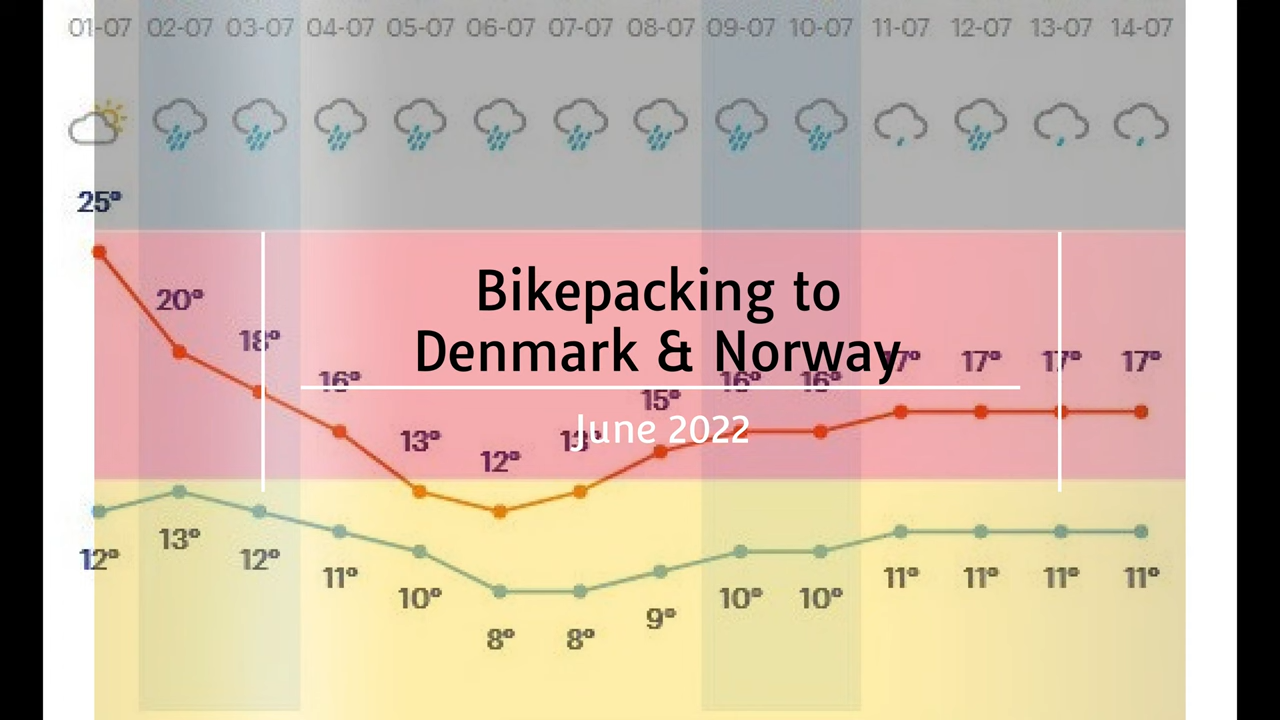 01-07 02-07 03-07 04-07 05-07 06-07 07-07 08-07 09-07 10-07 11-07 12-07 13-07 14-07
25°
20°
18°
Bikepacking to
Denmark & Norway
16° 16° 16° 17° 17° 17° 17°
15°
June 2022
13° 12° 13°
12° 13° 12° 11° 10° 8° 8° 9° 10° 10° 11° 11° 11° 11°